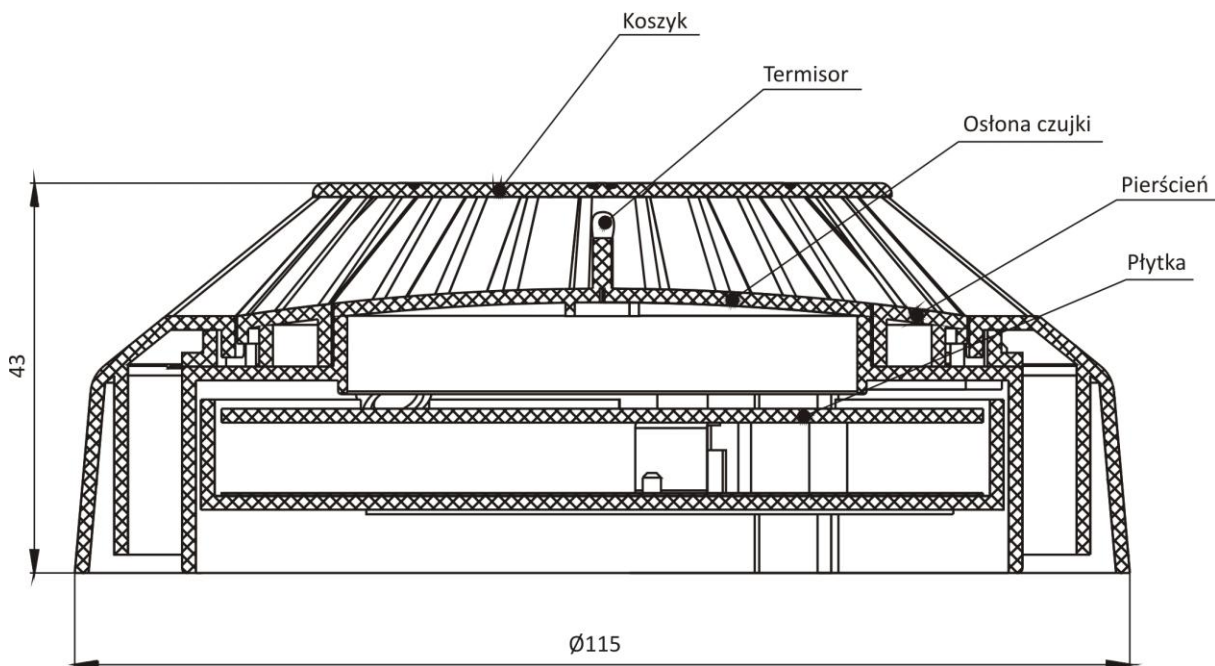 Koszyk
Termisor
Osłona czujki
Pierścień
Płytka
43
Ø115